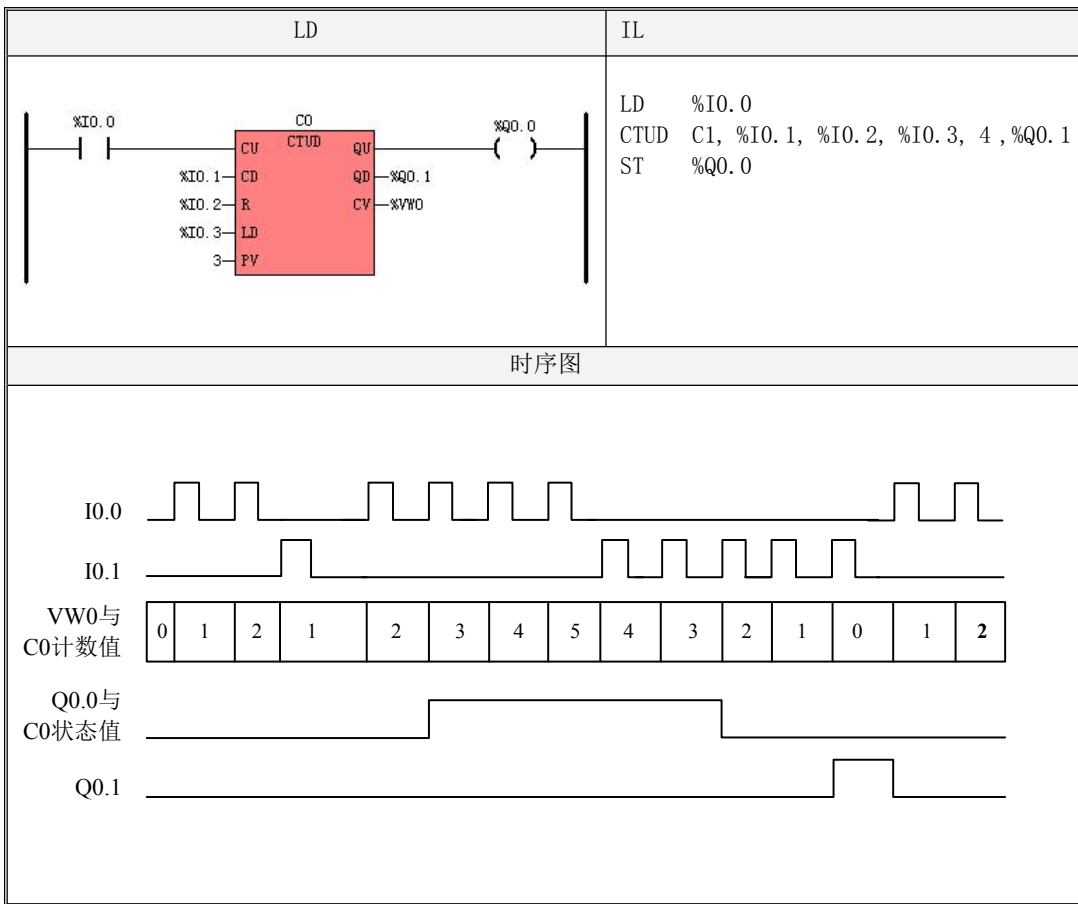 LD
IL
%I0.0
C0
CTUD
%Q0.0
CU
QU
%I0.1
CD
QD
%Q0.1
%I0.2
R
CV
%VW0
%I0.3
LD
3
PV
LD %I0.0
CTUD C1, %I0.1, %I0.2, %I0.3, 4 ,%Q0.1
ST %Q0.0
时序图
I0.0
I0.1
VW0与
C0计数值
0 1 2 1 2 3 4 5 4 3 2 1 0 1 2
Q0.0与
C0状态值
Q0.1